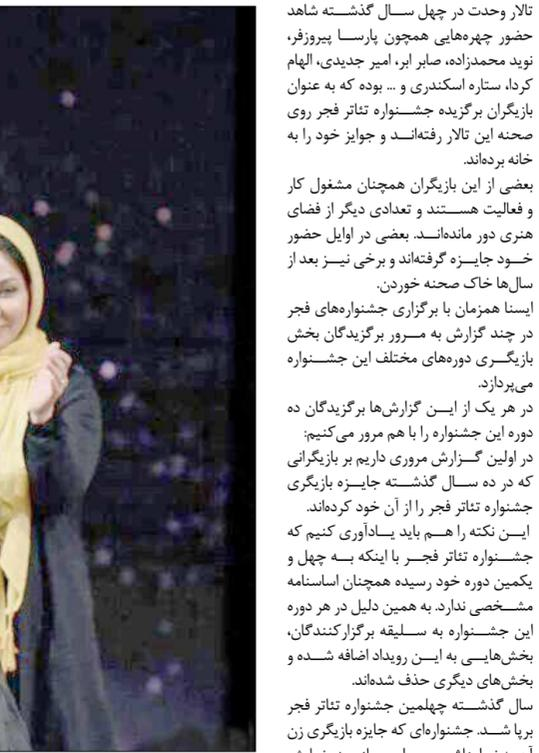 تالار وحدت در چهل سال گذشته شاهد
حضور چهره‌هایی همچون پارسا پیروزفر،
نوید محمدزاده، صابر ابر، امیر جدیدی، الهام
کردا، ستاره اسکندری و ... بوده که به عنوان
بازیگران برگزیده جشنواره تئاتر فجر روی
صحنه این تالار رفته‌اند و جوایز خود را به
خانه برده‌اند.
بعضی از این بازیگران همچنان مشغول کار
و فعالیت هستند و تعدادی دیگر از فضای
هنری دور مانده‌اند. بعضی در اوایل حضور
خود جایزه گرفته‌اند و برخی نیز بعد از
سال‌ها خاک صحنه خوردن.
ایسنا همزمان با برگزاری جشنواره‌های فجر
در چند گزارش به مرور برگزیدگان بخش
بازیگری دوره‌های مختلف این جشنواره
می‌پردازد.
در هر یک از این گزارش‌ها برگزیدگان ده
دوره این جشنواره را با هم مرور می‌کنیم:
در اولین گزارش مروری داریم بر بازیگرانی
که در ده سال گذشته جایزه بازیگری
جشنواره تئاتر فجر را از آن خود کرده‌اند.
این نکته را هم باید یادآوری کنیم که
جشنواره تئاتر فجر با اینکه به چهل و
یکمین دوره خود رسیده همچنان اساسنامه
مشخصی ندارد. به همین دلیل در هر دوره
این جشنواره به سلیقه برگزارکنندگان،
بخش‌هایی به این رویداد اضافه شده و
بخش‌های دیگری حذف شده‌اند.
سال گذشته چهلمین جشنواره تئاتر فجر
برپا شد. جشنواره‌ای که جایزه بازیگری زن